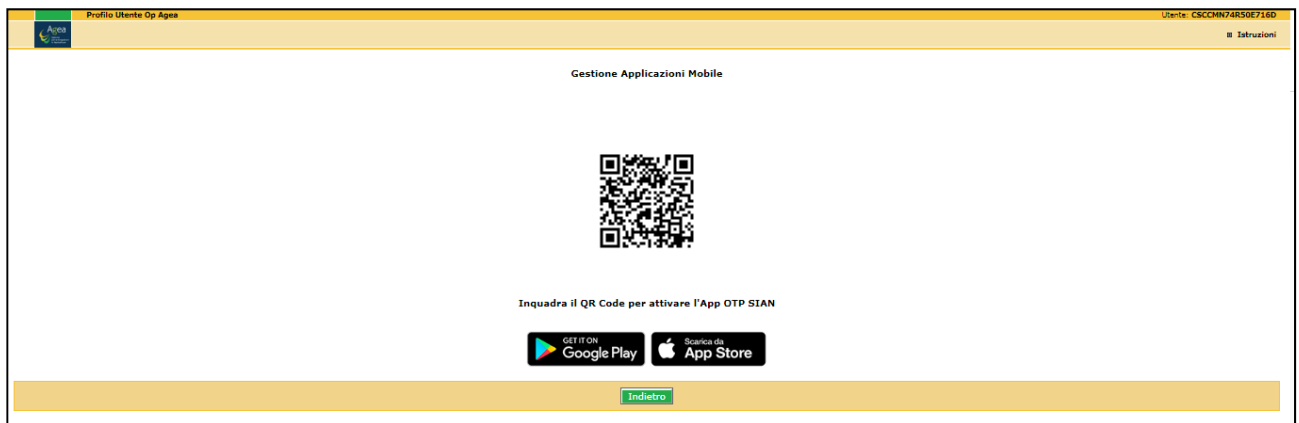 Profilo Utente Op Agea
Utente: CSCCMN74R50E716D
Agea
Istruzioni
Gestione Applicazioni Mobile
Inquadra il QR Code per attivare l'App OTP SIAN
GET IT ON
Google Play
Scarica da
App Store
Indietro